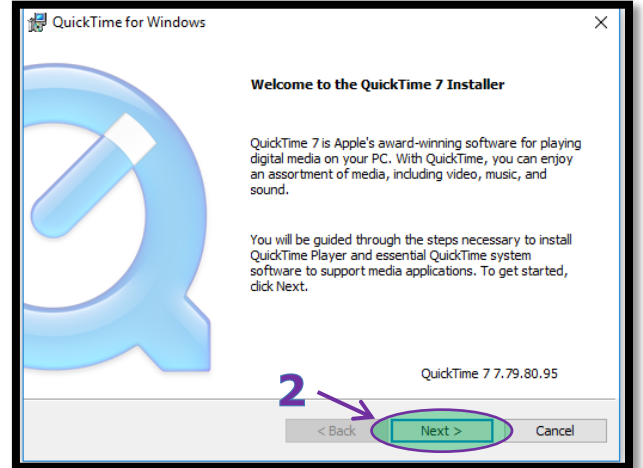 QuickTime for Windows
Welcome to the QuickTime 7 Installer
QuickTime 7 is Apple's award-winning software for playing
digital media on your PC. With QuickTime, you can enjoy
an assortment of media, including video, music, and
sound.
You will be guided through the steps necessary to install
QuickTime Player and essential QuickTime system
software to support media applications. To get started,
click Next.
QuickTime 7 7.79.80.95
2
< Back Next > Cancel